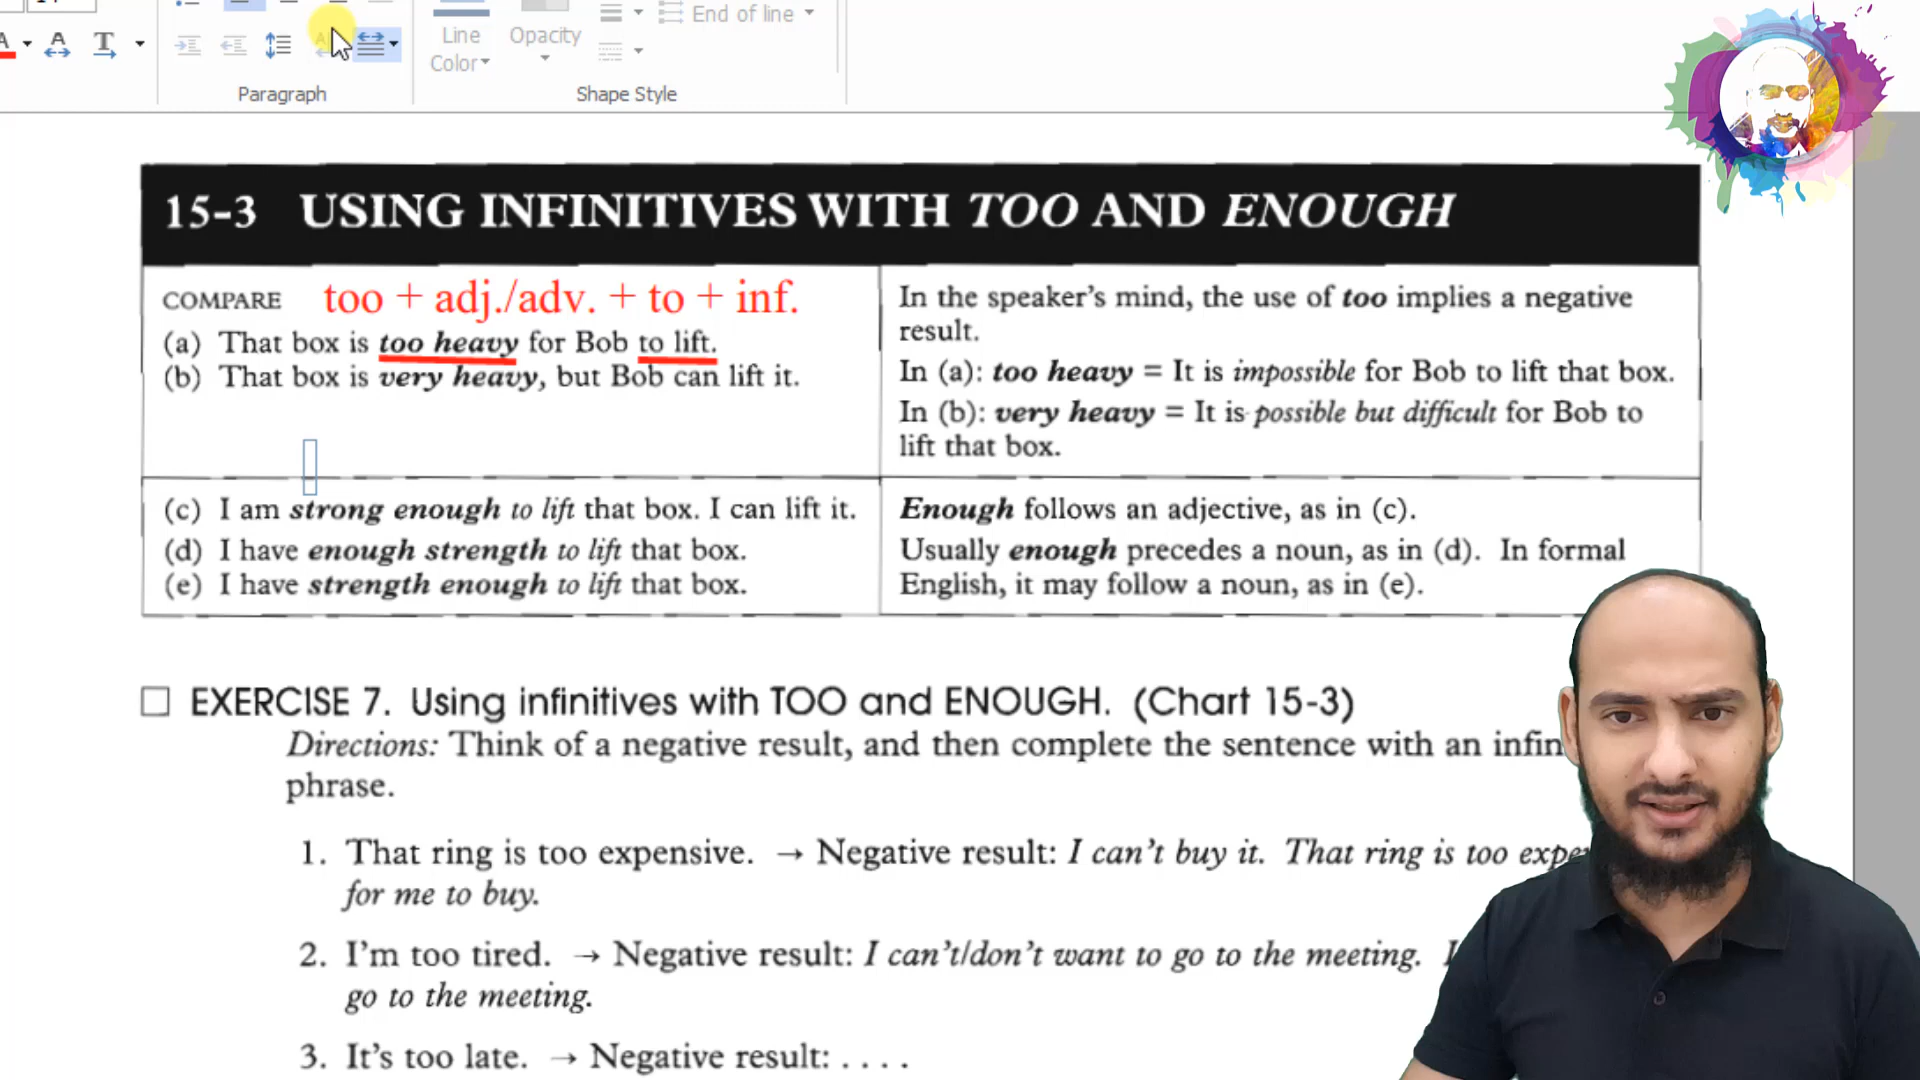 Line
Color
Opacity
End of line
Paragraph
Shape Style
15-3 USING INFINITIVES WITH TOO AND ENOUGH
COMPARE too + adj./adv. + to + inf.
(a) That box is too heavy for Bob to lift.
(b) That box is very heavy, but Bob can lift it.
In the speaker's mind, the use of too implies a negative
result.
In (a): too heavy = It is impossible for Bob to lift that box.
In (b): very heavy = It is possible but difficult for Bob to
lift that box.
(c) I am strong enough to lift that box. I can lift it.
(d) I have enough strength to lift that box.
(e) I have strength enough to lift that box.
Enough follows an adjective, as in (c).
Usually enough precedes a noun, as in (d). In formal
English, it may follow a noun, as in (e).
EXERCISE 7. Using infinitives with TOO and ENOUGH. (Chart 15-3)
Directions: Think of a negative result, and then complete the sentence with an
phrase.
1. That ring is too expensive. → Negative result: I can't buy it. That ring is too
for me to buy.
2. I'm too tired. → Negative result: I can't/don't want to go to the meeting.
go to the meeting.
3. It's too late. → Negative result: . . . .